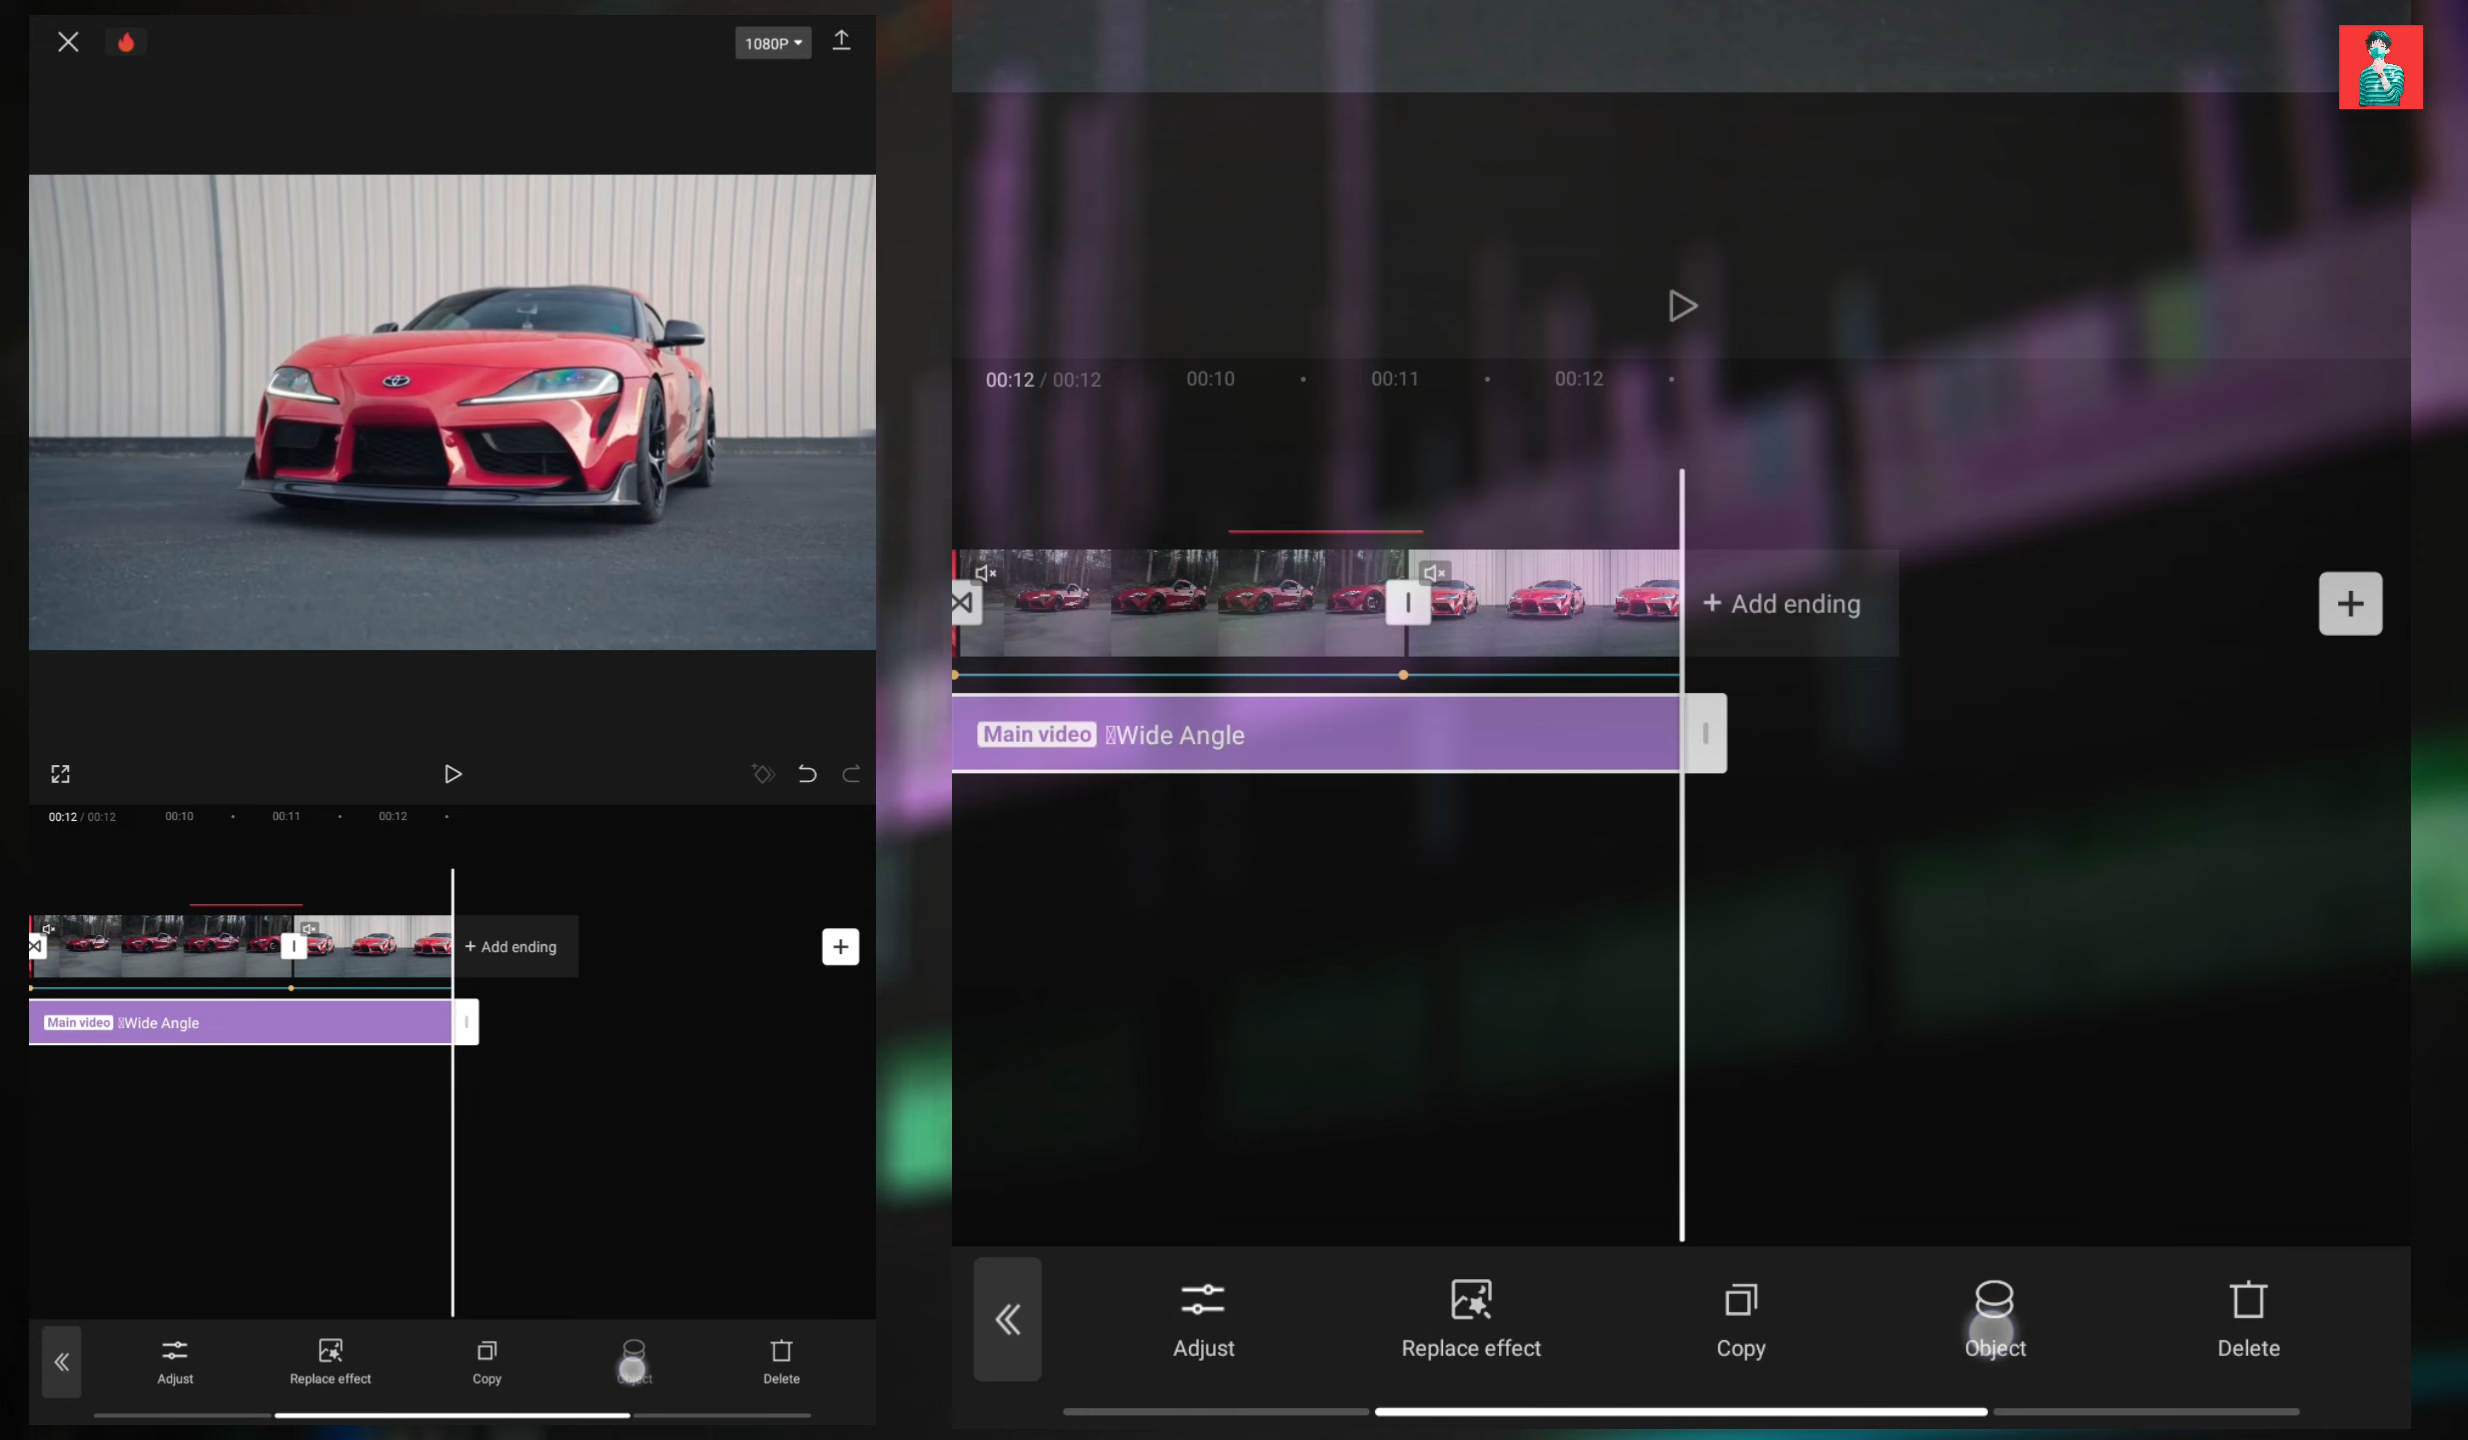 1080P
00:12 / 00:12 00:10 00:11 00:12
+ Add ending
Main video Wide Angle
Adjust Replace effect Copy Object Delete
00:12 / 00:12 00:10 00:11 00:12
+ Add ending
Main video Wide Angle
Adjust Replace effect Copy Object Delete